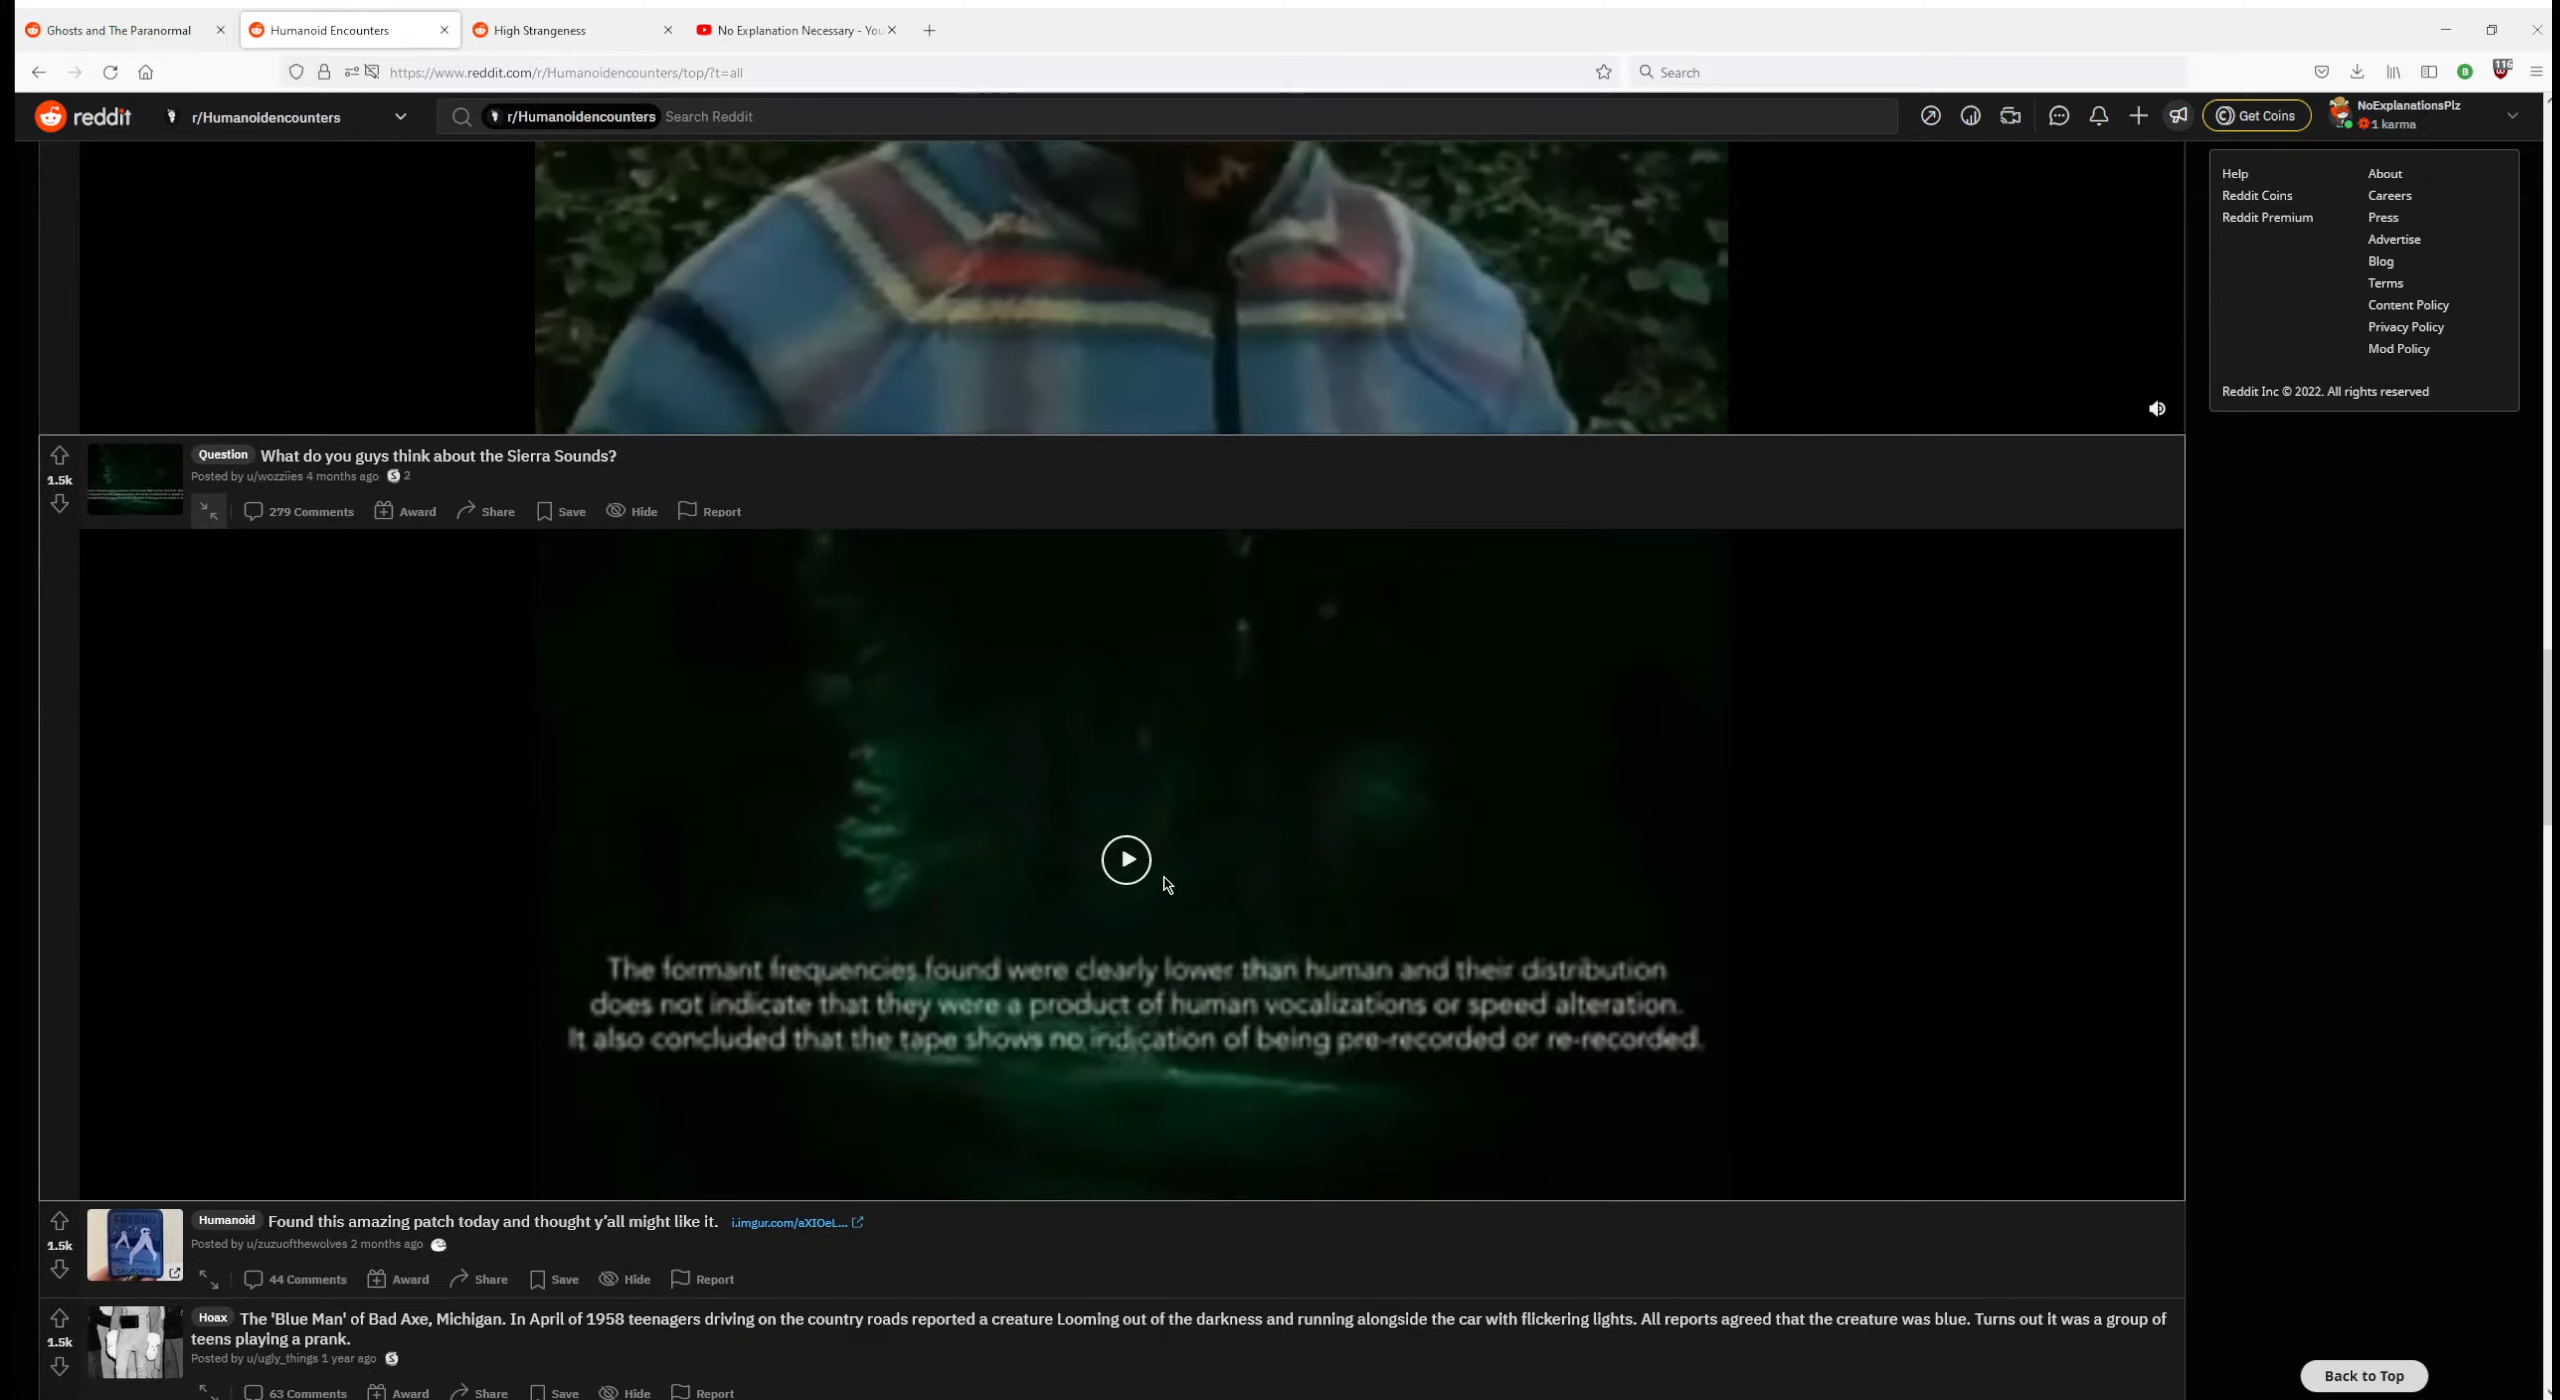 Ghosts and The Paranormal
Humanoid Encounters
High Strangeness
No Explanation Necessary - You
https://www.reddit.com/r/Humanoidencounters/top/?t=all
Search
116
reddit
r/Humanoidencounters
r/Humanoidencounters Search Reddit
Get Coins
NoExplanationsPlz
1 karma
Help About
Reddit Coins Careers
Reddit Premium Press
Advertise
Blog
Terms
Content Policy
Privacy Policy
Mod Policy
Reddit Inc © 2022. All rights reserved
1.5k
Question What do you guys think about the Sierra Sounds?
Posted by u/wozziies 4 months ago 2
279 Comments Award Share Save Hide Report
The formant frequencies found were clearly lower than human and their distribution
does not indicate that they were a product of human vocalizations or speed alteration.
It also concluded that the tape shows no indication of being pre-recorded or re-recorded.
1.5k
Humanoid Found this amazing patch today and thought y'all might like it. i.imgur.com/aXIOeL...
Posted by u/zuzuofthewolves 2 months ago
44 Comments Award Share Save Hide Report
FRESNO
CALIFORNIA
1.5k
Hoax The 'Blue Man' of Bad Axe, Michigan. In April of 1958 teenagers driving on the country roads reported a creature Looming out of the darkness and running alongside the car with flickering lights. All reports agreed that the creature was blue. Turns out it was a group of
teens playing a prank.
Posted by u/ugly_things 1 year ago
63 Comments Award Share Save Hide Report
Back to Top